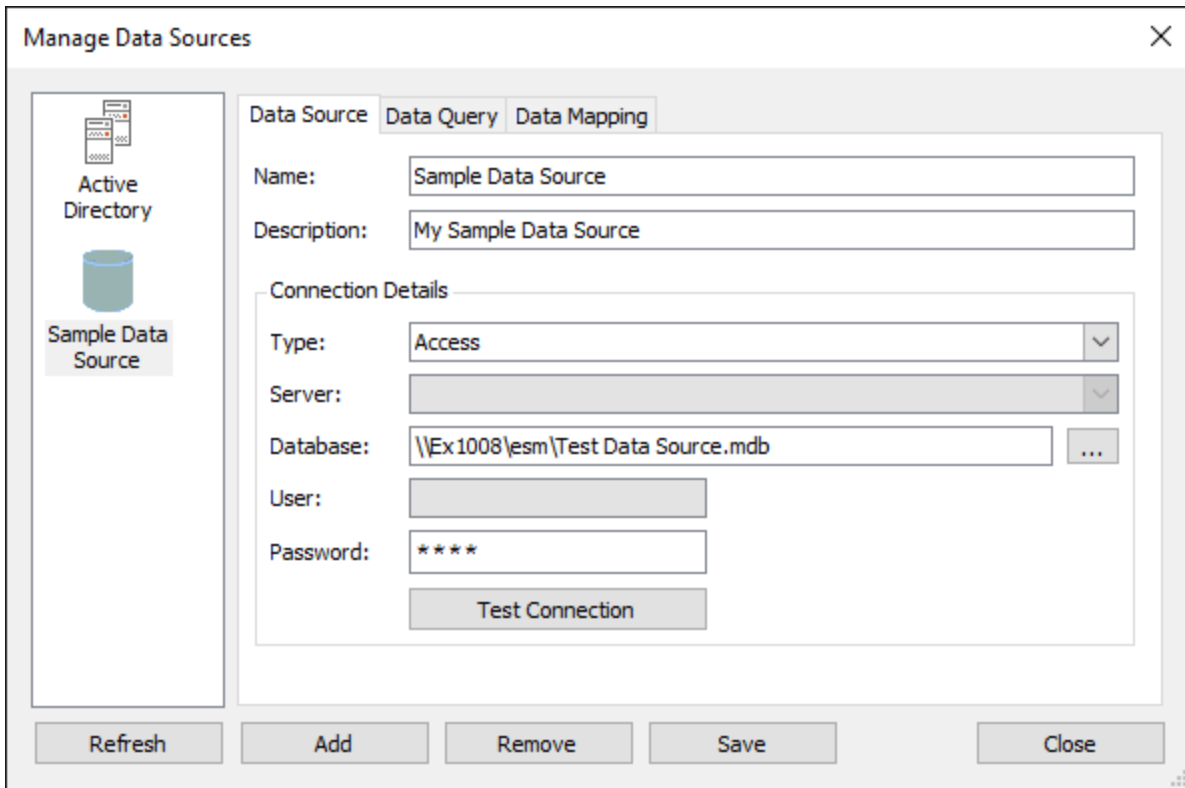 Manage Data Sources
Active
Directory
Sample Data
Source
Data Source Data Query Data Mapping
Name: Sample Data Source
Description: My Sample Data Source
Connection Details
Type: Access
Server:
Database: \\Ex1008\esm\Test Data Source.mdb ...
User:
Password: ****
Test Connection
Refresh Add Remove Save Close